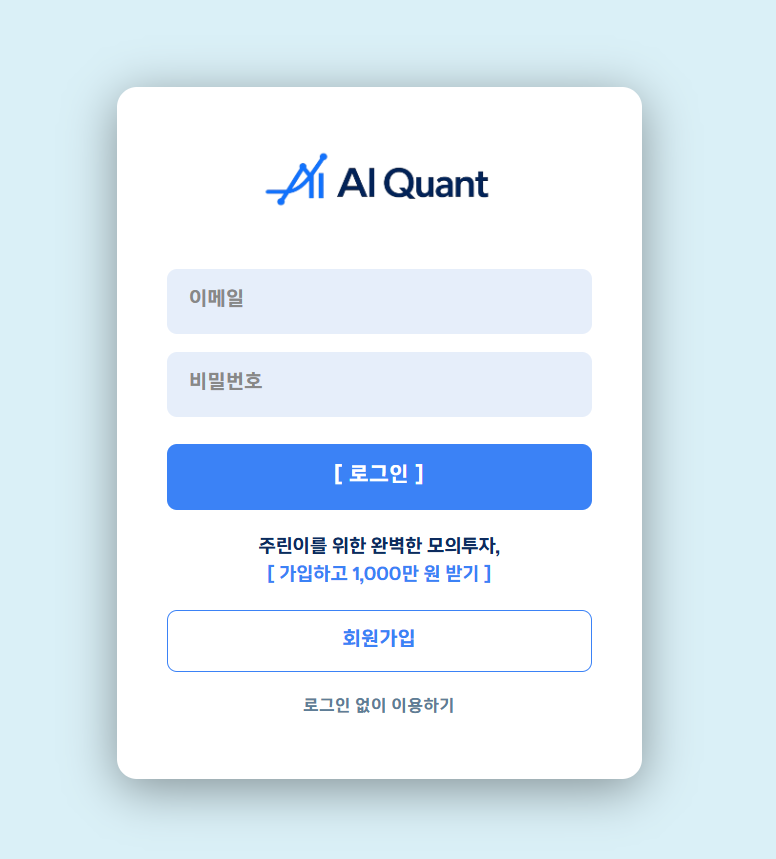 AI Quant
이메일
비밀번호
[ 로그인 ]
주린이를 위한 완벽한 모의투자,
[ 가입하고 1,000만 원 받기 ]
회원가입
로그인 없이 이용하기